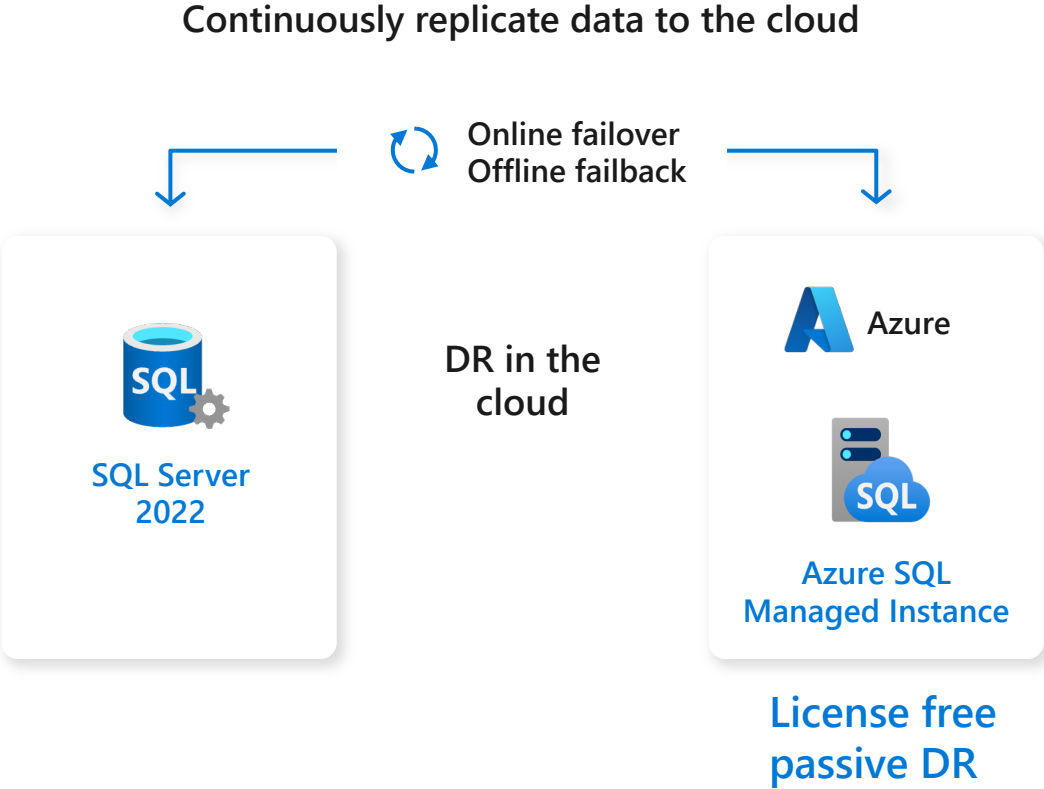 Continuously replicate data to the cloud
Online failover
Offline failback
SQL
SQL Server
2022
DR in the
cloud
Azure
SQL
Azure SQL
Managed Instance
License free
passive DR